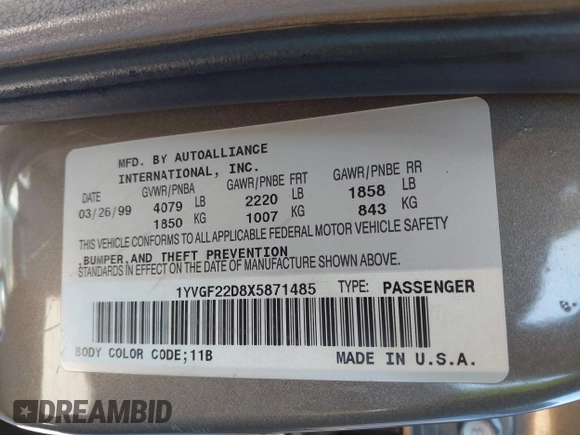 MFD. BY AUTOALLIANCE
INTERNATIONAL, INC.
DATE GVWR/PNBA GAWR/PNBE FRT GAWR/PNBE RR
03/26/99 4079 LB 2220 LB 1858 LB
1850 KG 1007 KG 843 KG
THIS VEHICLE CONFORMS TO ALL APPLICABLE FEDERAL MOTOR VEHICLE SAFETY
,BUMPER,AND THEFT PREVENTION
STANDARDS IN EFFECT ON THE DATE OF MANUFACTURE SHOWN ABOVE.
1YVGF22D8X5871485 TYPE: PASSENGER
BODY COLOR CODE;11B MADE IN U.S.A.
DREAMBID